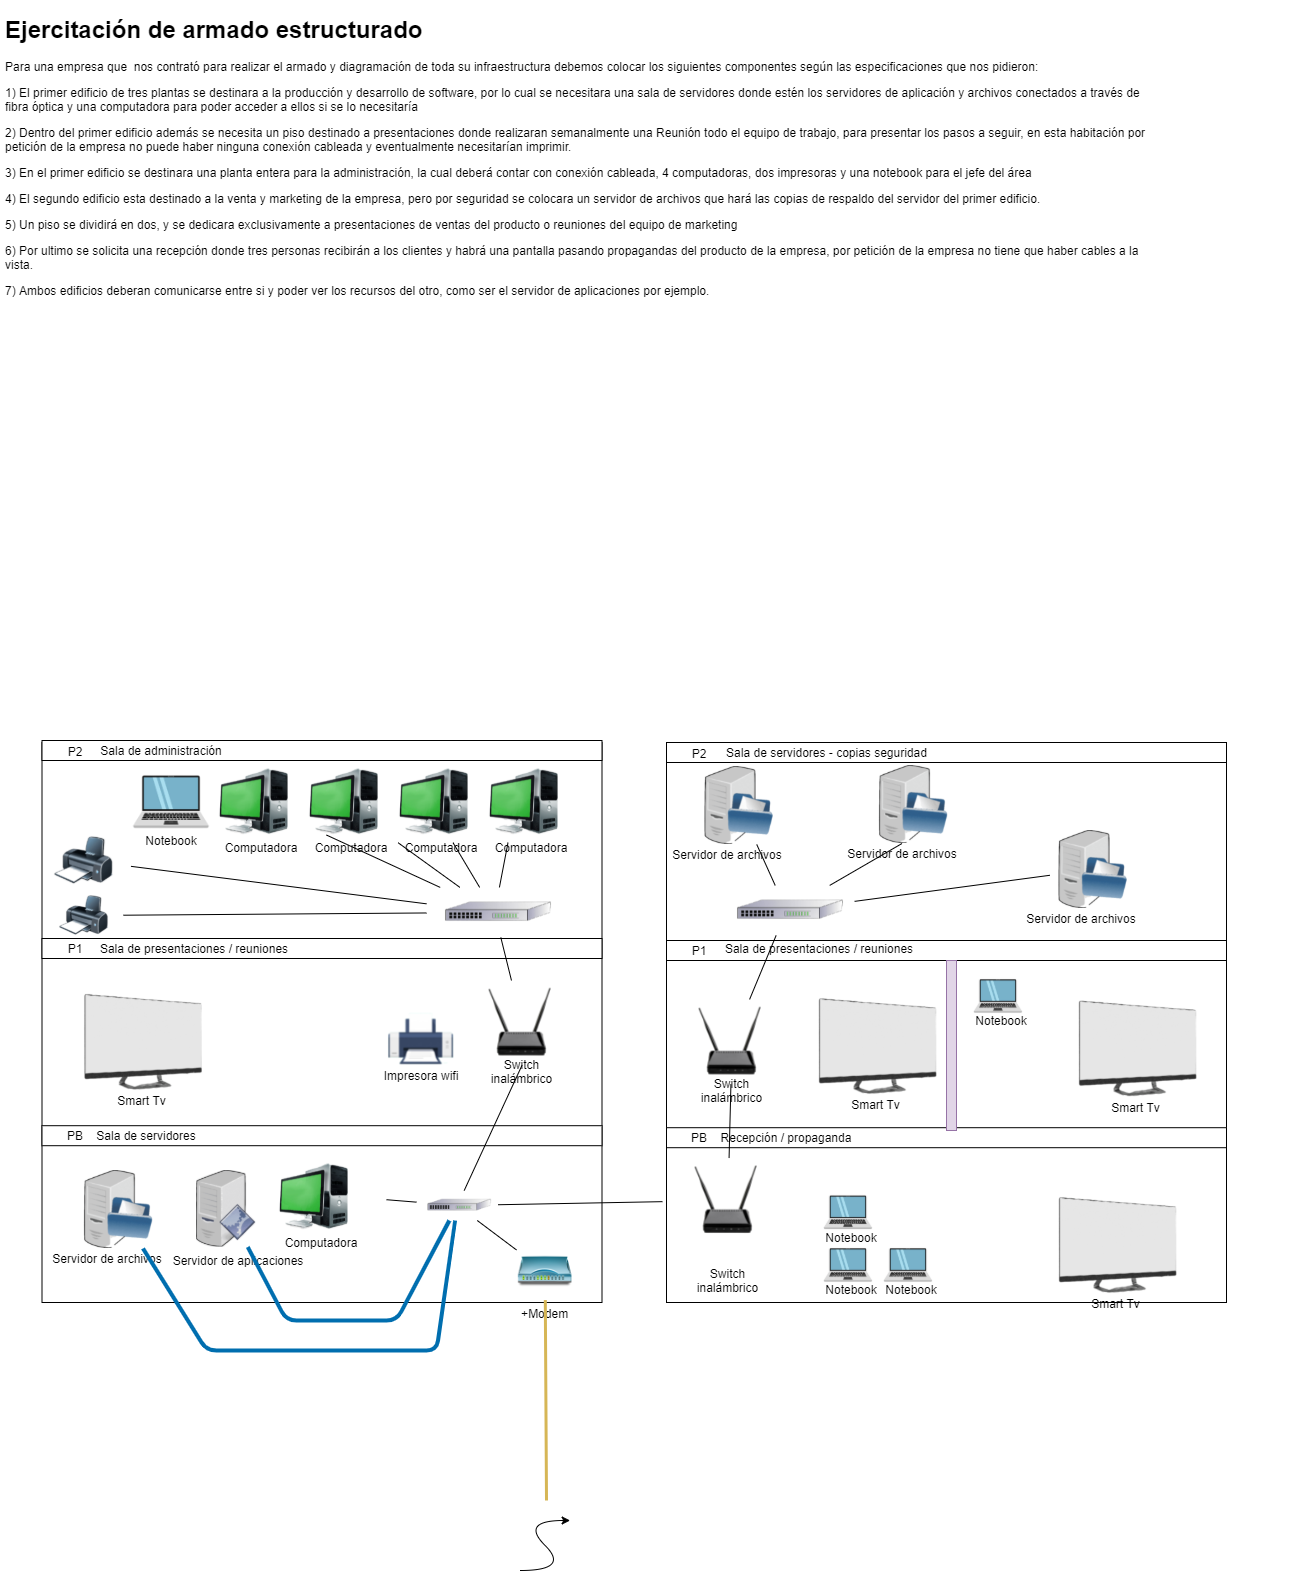 Ejercitación de armado estructurado
Para una empresa que  nos contrató para realizar el armado y diagramación de toda su infraestructura debemos colocar los siguientes componentes según las especificaciones que nos pidieron:
1) El primer edificio de tres plantas se destinara a la producción y desarrollo de software, por lo cual se necesitara una sala de servidores donde estén los servidores de aplicación y archivos conectados a través de
fibra óptica y una computadora para poder acceder a ellos si se lo necesitaría
2) Dentro del primer edificio además se necesita un piso destinado a presentaciones donde realizaran semanalmente una Reunión todo el equipo de trabajo, para presentar los pasos a seguir, en esta habitación por
petición de la empresa no puede haber ninguna conexión cableada y eventualmente necesitarían imprimir.
3) En el primer edificio se destinara una planta entera para la administración, la cual deberá contar con conexión cableada, 4 computadoras, dos impresoras y una notebook para el jefe del área
4) El segundo edificio esta destinado a la venta y marketing de la empresa, pero por seguridad se colocara un servidor de archivos que hará las copias de respaldo del servidor del primer edificio.
5) Un piso se dividirá en dos, y se dedicara exclusivamente a presentaciones de ventas del producto o reuniones del equipo de marketing
6) Por ultimo se solicita una recepción donde tres personas recibirán a los clientes y habrá una pantalla pasando propagandas del producto de la empresa, por petición de la empresa no tiene que haber cables a la
vista.
7) Ambos edificios deberan comunicarse entre si y poder ver los recursos del otro, como ser el servidor de aplicaciones por ejemplo.
P2 Sala de administración
Notebook
Computadora
Computadora
Computadora
Computadora
P1 Sala de presentaciones / reuniones
Smart Tv
Impresora wifi
Switch
inalámbrico
PB Sala de servidores
Servidor de archivos
Servidor de aplicaciones
Computadora
+Modem
P2 Sala de servidores - copias seguridad
Servidor de archivos
Servidor de archivos
Servidor de archivos
P1 Sala de presentaciones / reuniones
Switch
inalámbrico
Smart Tv
Notebook
Smart Tv
PB Recepción / propaganda
Switch
inalámbrico
Notebook
Notebook
Notebook
Smart Tv